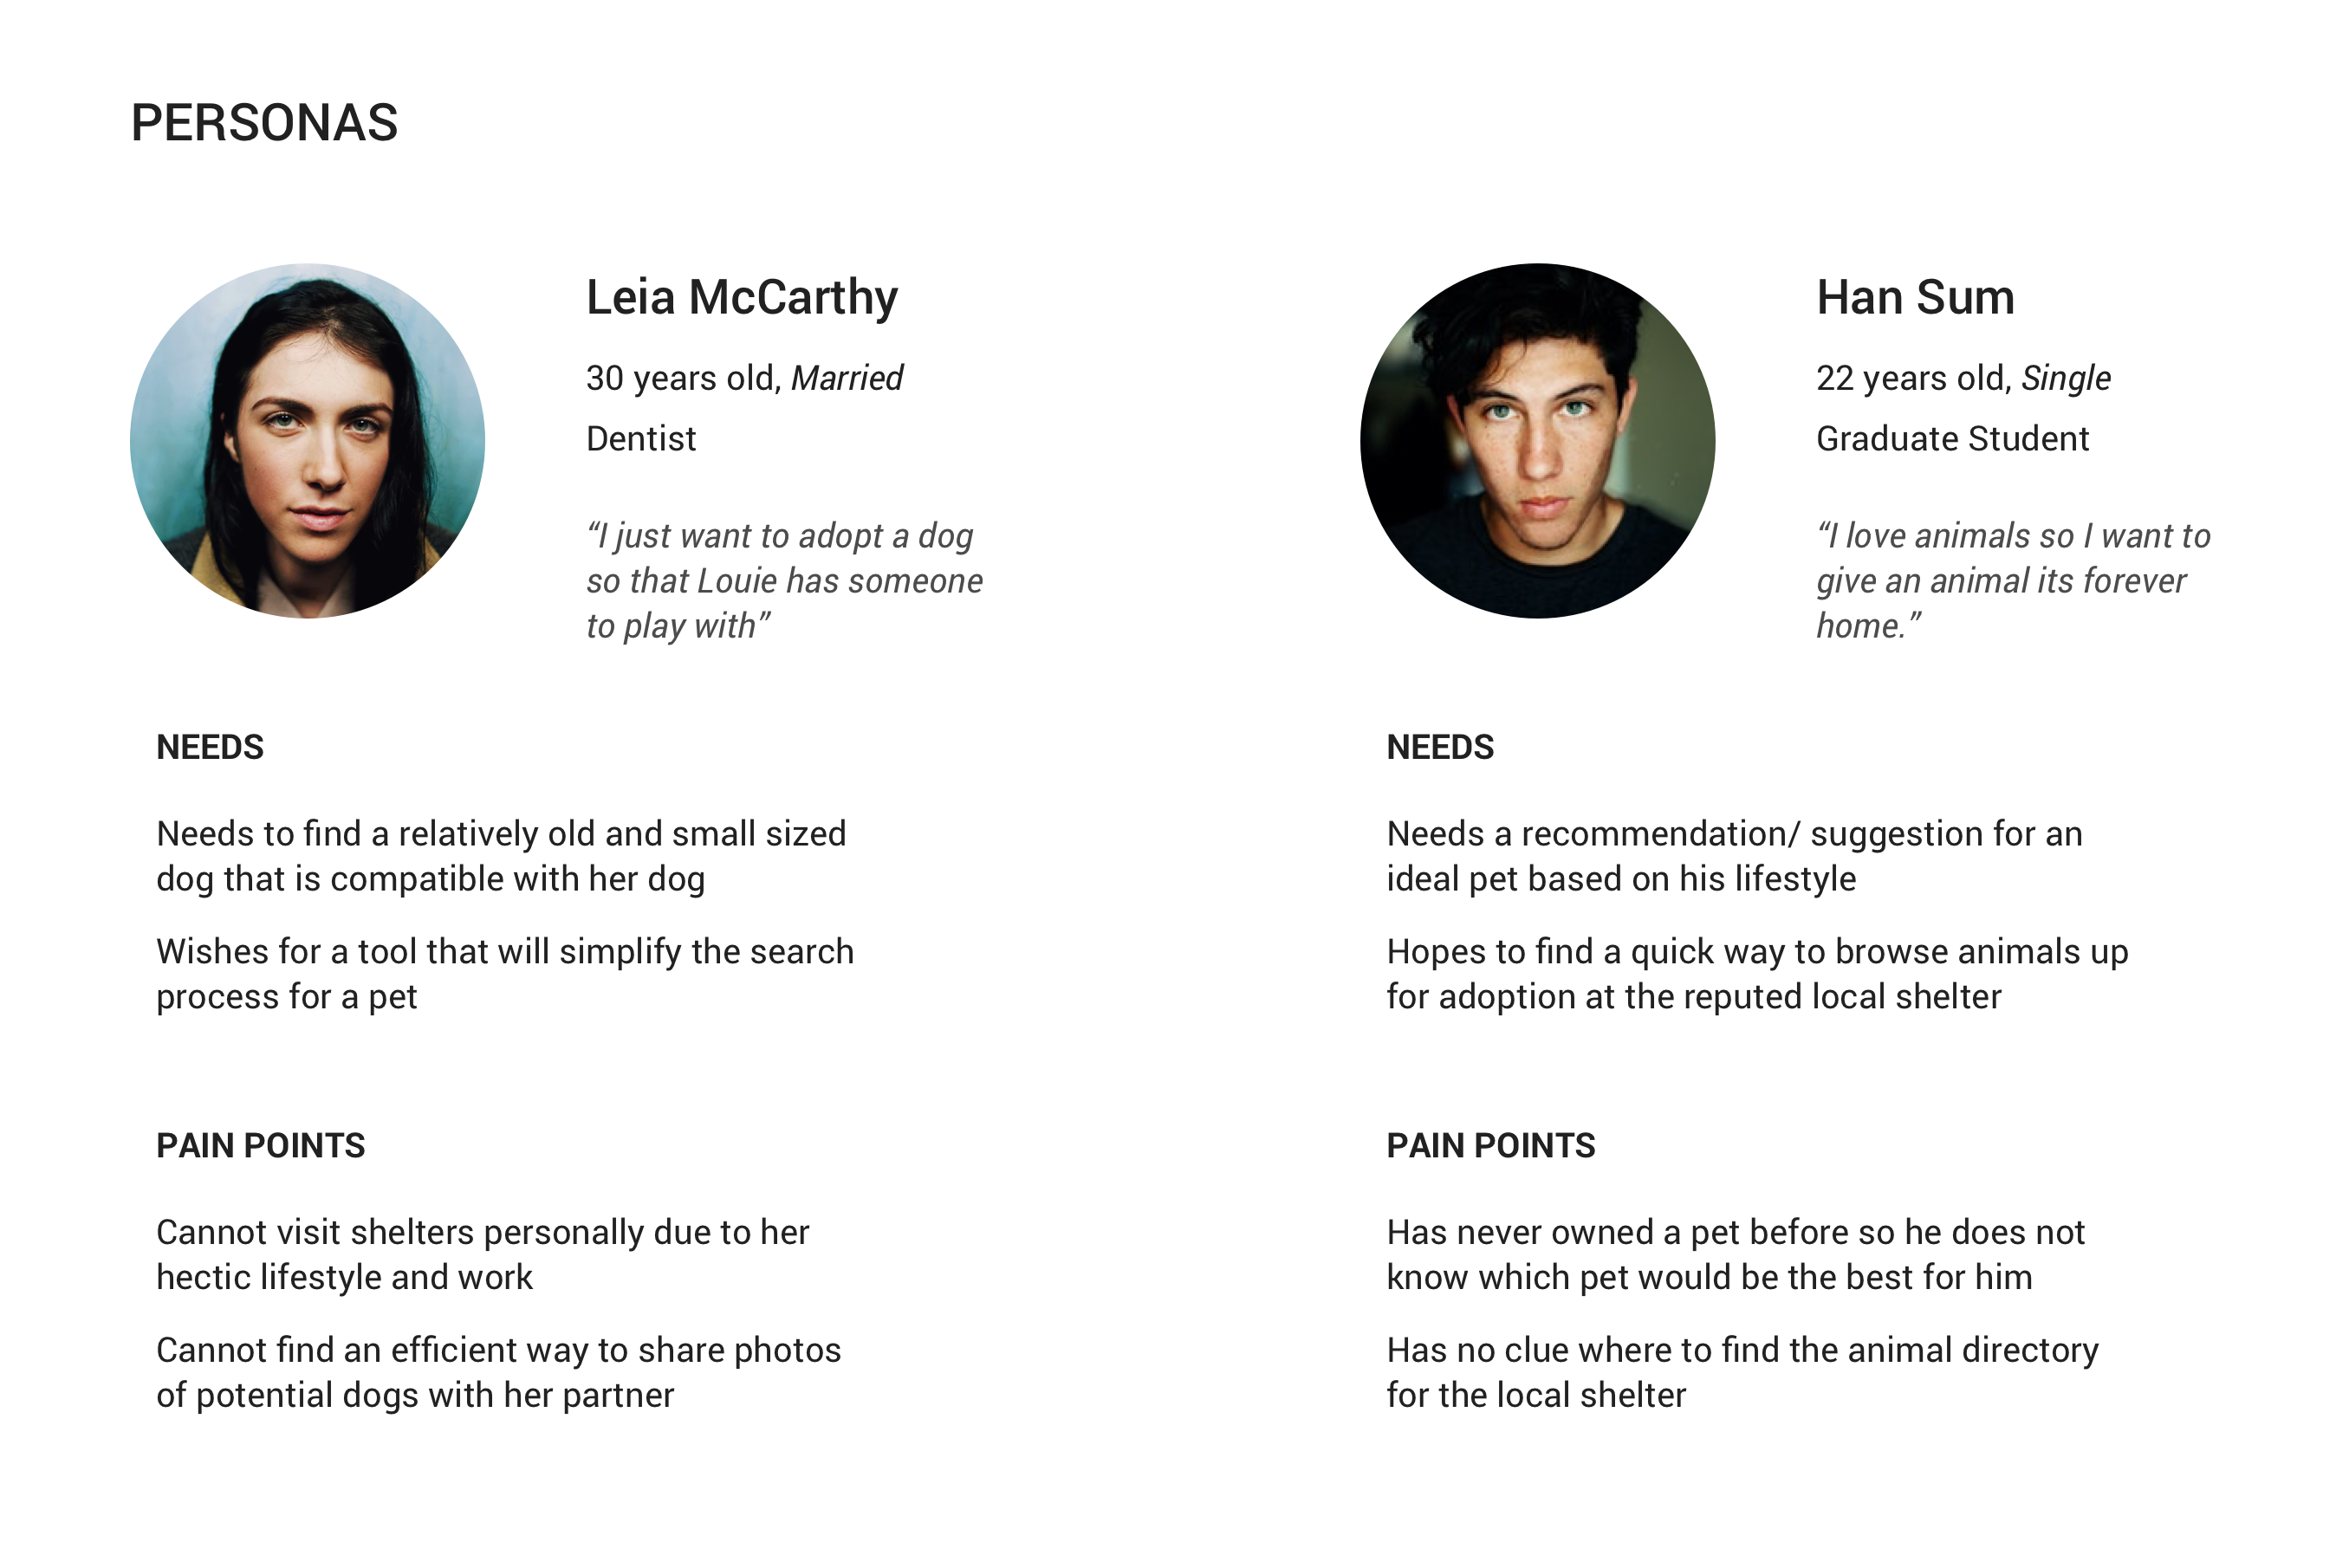 PERSONAS
Leia McCarthy
30 years old, Married
Dentist
“I just want to adopt a dog
so that Louie has someone
to play with”
NEEDS
Needs to find a relatively old and small sized
dog that is compatible with her dog
Wishes for a tool that will simplify the search
process for a pet
PAIN POINTS
Cannot visit shelters personally due to her
hectic lifestyle and work
Cannot find an efficient way to share photos
of potential dogs with her partner
Han Sum
22 years old, Single
Graduate Student
“I love animals so I want to
give an animal its forever
home.”
NEEDS
Needs a recommendation/ suggestion for an
ideal pet based on his lifestyle
Hopes to find a quick way to browse animals up
for adoption at the reputed local shelter
PAIN POINTS
Has never owned a pet before so he does not
know which pet would be the best for him
Has no clue where to find the animal directory
for the local shelter